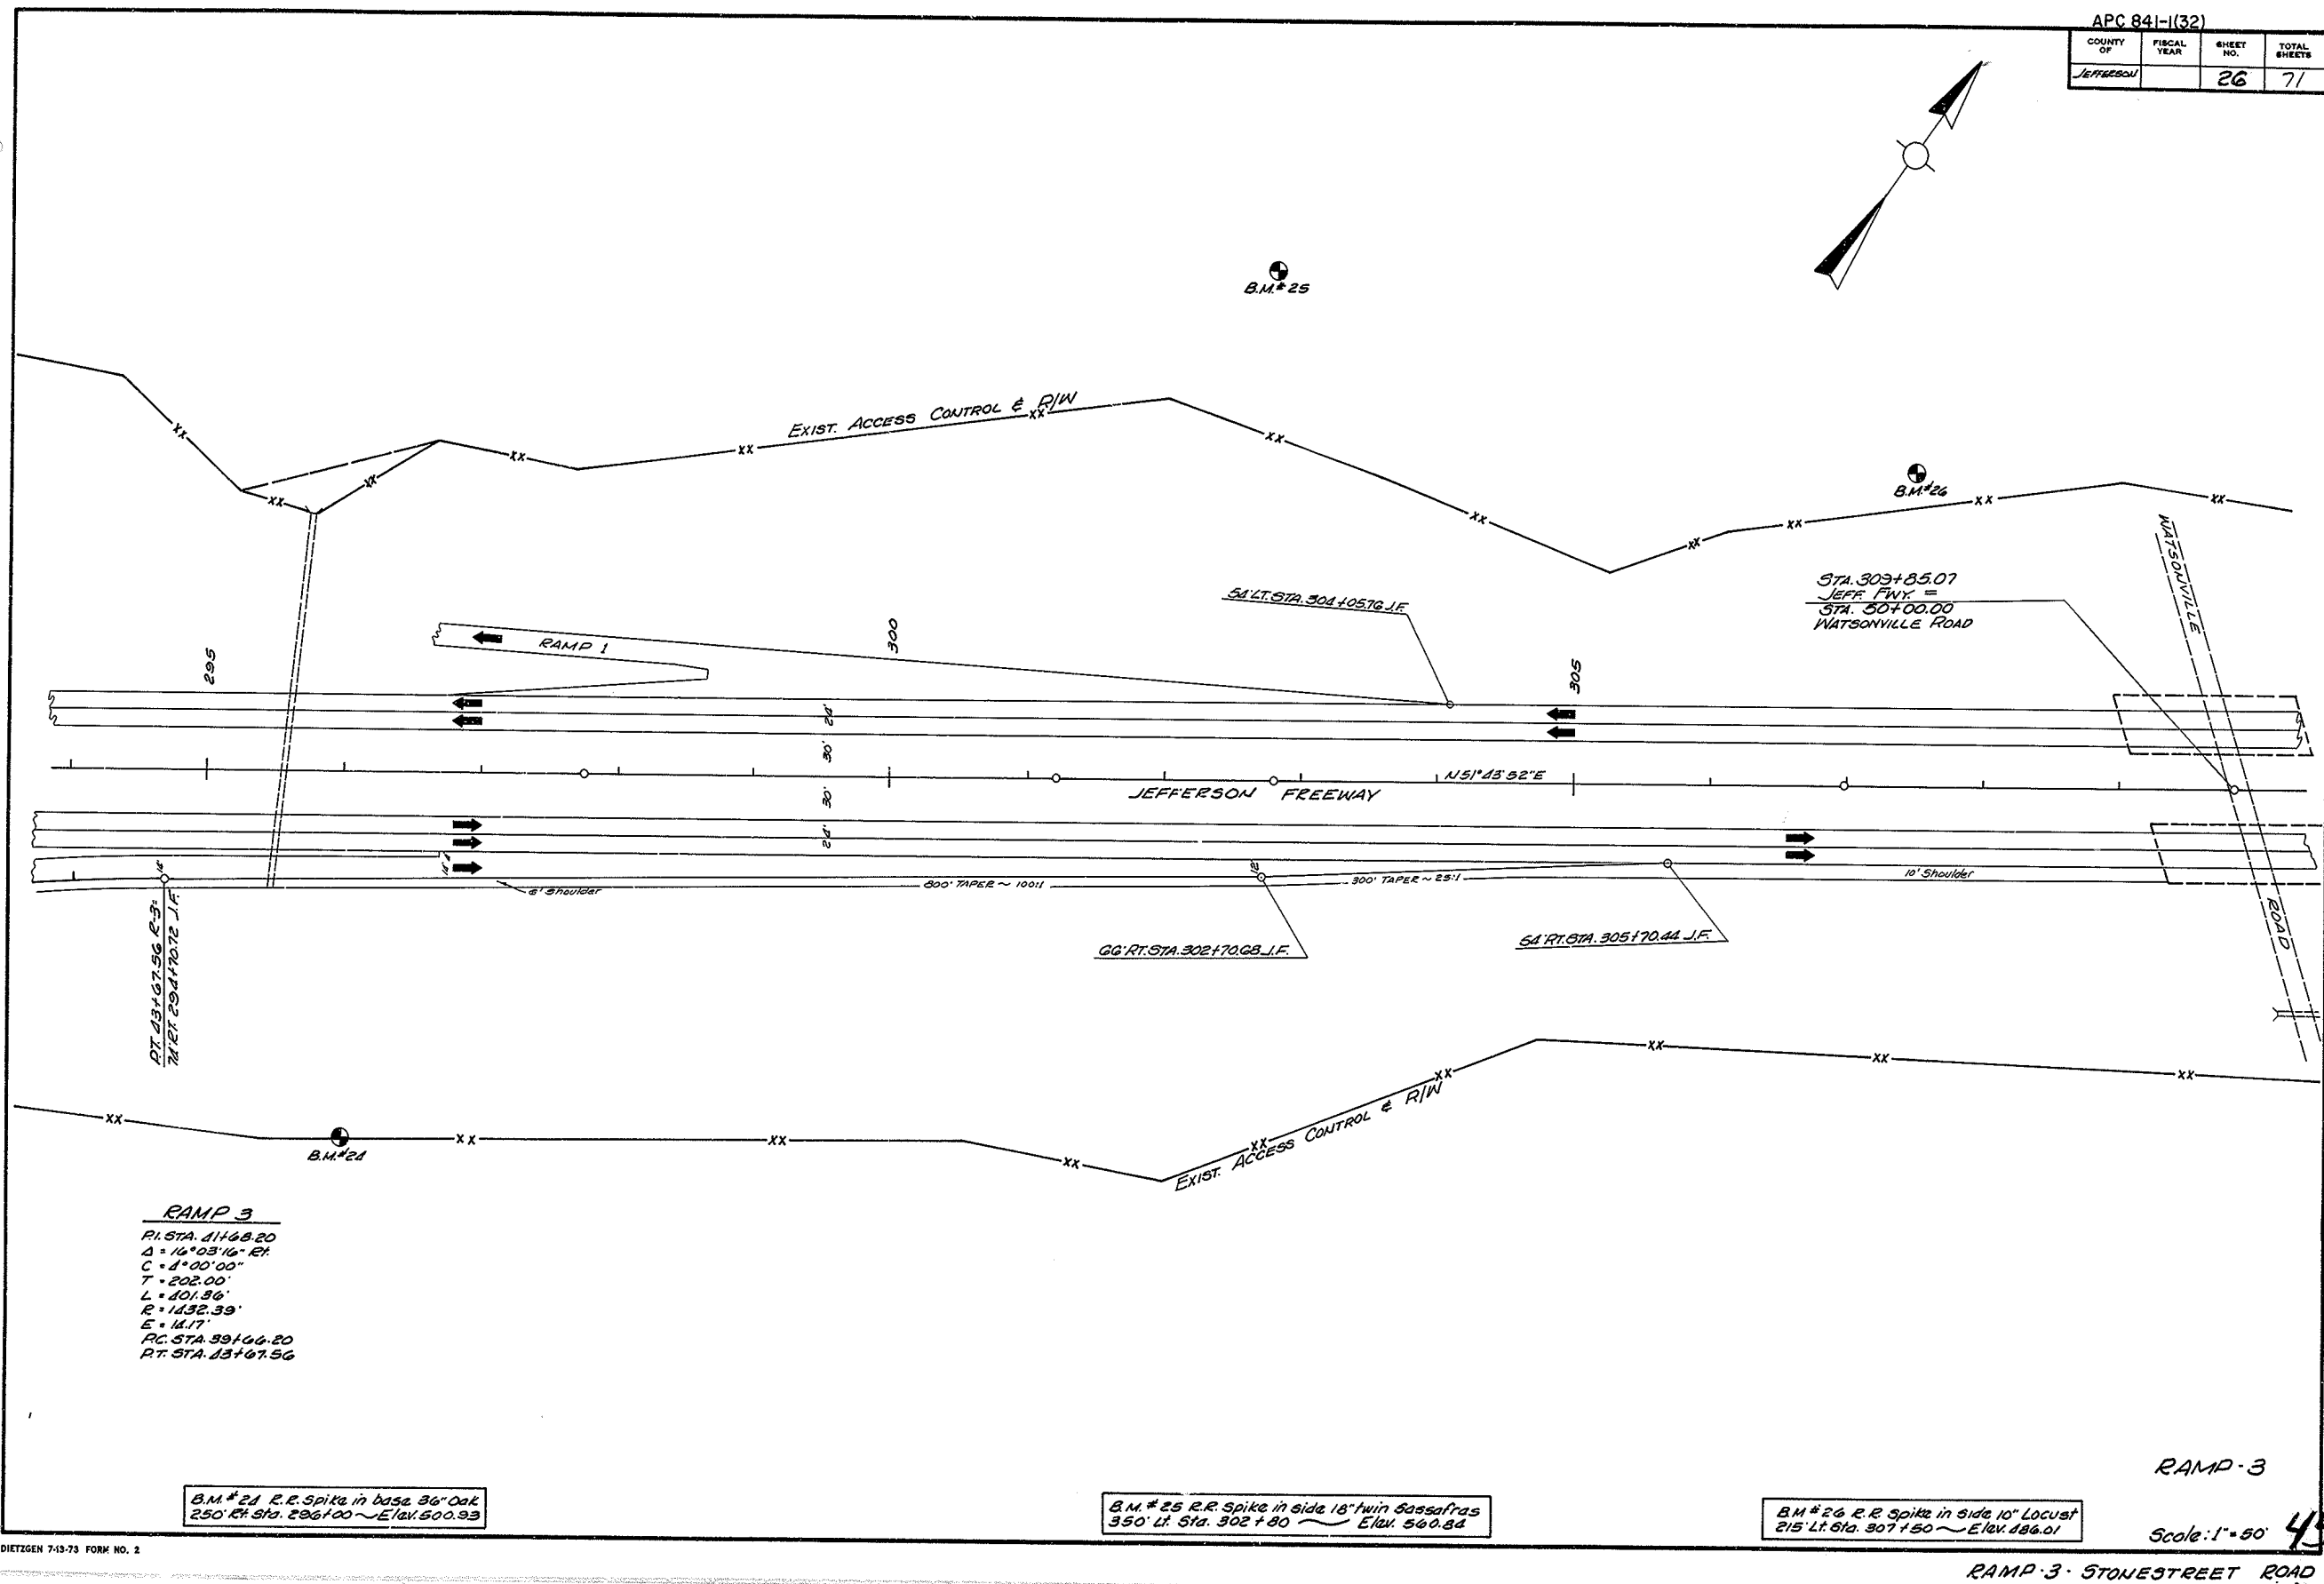 APC 841-1(32)
COUNTY OF
FISCAL YEAR
SHEET NO.
TOTAL SHEETS
JEFFERSON
26
71
B.M.# 25
EXIST. ACCESS CONTROL & R/W
B.M.#26
WATSONVILLE
ROAD
STA. 309+85.07
JEFF. FWY. =
STA. 50+00.00
WATSONVILLE ROAD
54' LT. STA. 304+05.76 J.F.
RAMP 1
295
300
305
24'
30'
30'
24'
N51°43'52"E
JEFFERSON FREEWAY
6' Shoulder
800' TAPER ~ 100:1
12'
300' TAPER ~ 25:1
10' Shoulder
66' RT. STA. 302+70.68 J.F.
54' RT. STA. 305+70.44 J.F.
P.T. 43+67.56 R-3=
74' RT. 294+70.72 J.F.
EXIST. ACCESS CONTROL & R/W
B.M.#24
RAMP 3
P.I. STA. 41+68.20
Δ = 16°03'16" Rt.
C = 4°00'00"
T = 202.00'
L = 401.36'
R = 1432.39'
E = 14.17'
P.C. STA. 39+66.20
P.T. STA. 43+67.56
B.M.# 24 R.R. Spike in base 36" Oak
250' Rt. Sta. 296+00 ~ Elev. 500.93
B.M.# 25 R.R. Spike in side 18" twin Sassafras
350' Lt. Sta. 302+80 ~ Elev. 560.84
B.M.# 26 R.R. Spike in side 10" Locust
215' Lt. Sta. 307+50 ~ Elev. 486.01
RAMP-3
Scale: 1"=50'
DIETZGEN 7-13-73 FORM NO. 2
RAMP-3- STONESTREET ROAD